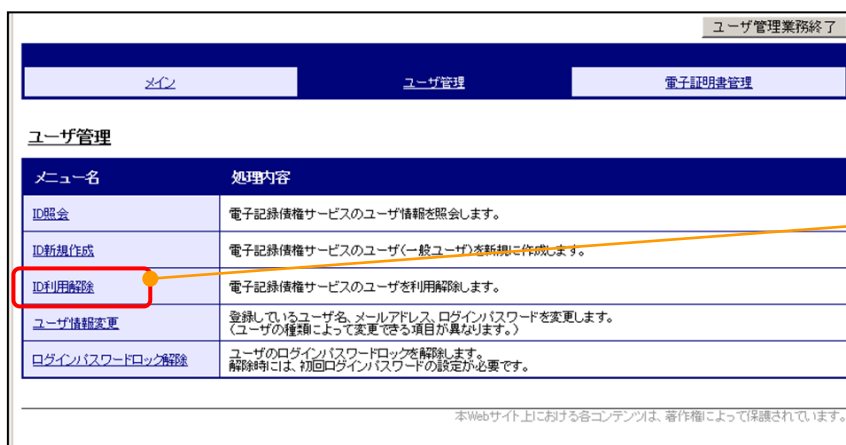 ユーザ管理業務終了
メイン ユーザ管理 電子証明書管理
ユーザ管理
メニュー名 処理内容
ID照会 電子記録債権サービスのユーザ情報を照会します。
ID新規作成 電子記録債権サービスのユーザ(一般ユーザ)を新規に作成します。
ID利用解除 電子記録債権サービスのユーザを利用解除します。
ユーザ情報変更 登録しているユーザ名、メールアドレス、ログインパスワードを変更します。
(ユーザの種類によって変更できる項目が異なります。)
ログインパスワードロック解除 ユーザのログインパスワードロックを解除します。
解除時には、初回ログインパスワードの設定が必要です。
本Webサイト上における各コンテンツは、著作権によって保護されています。